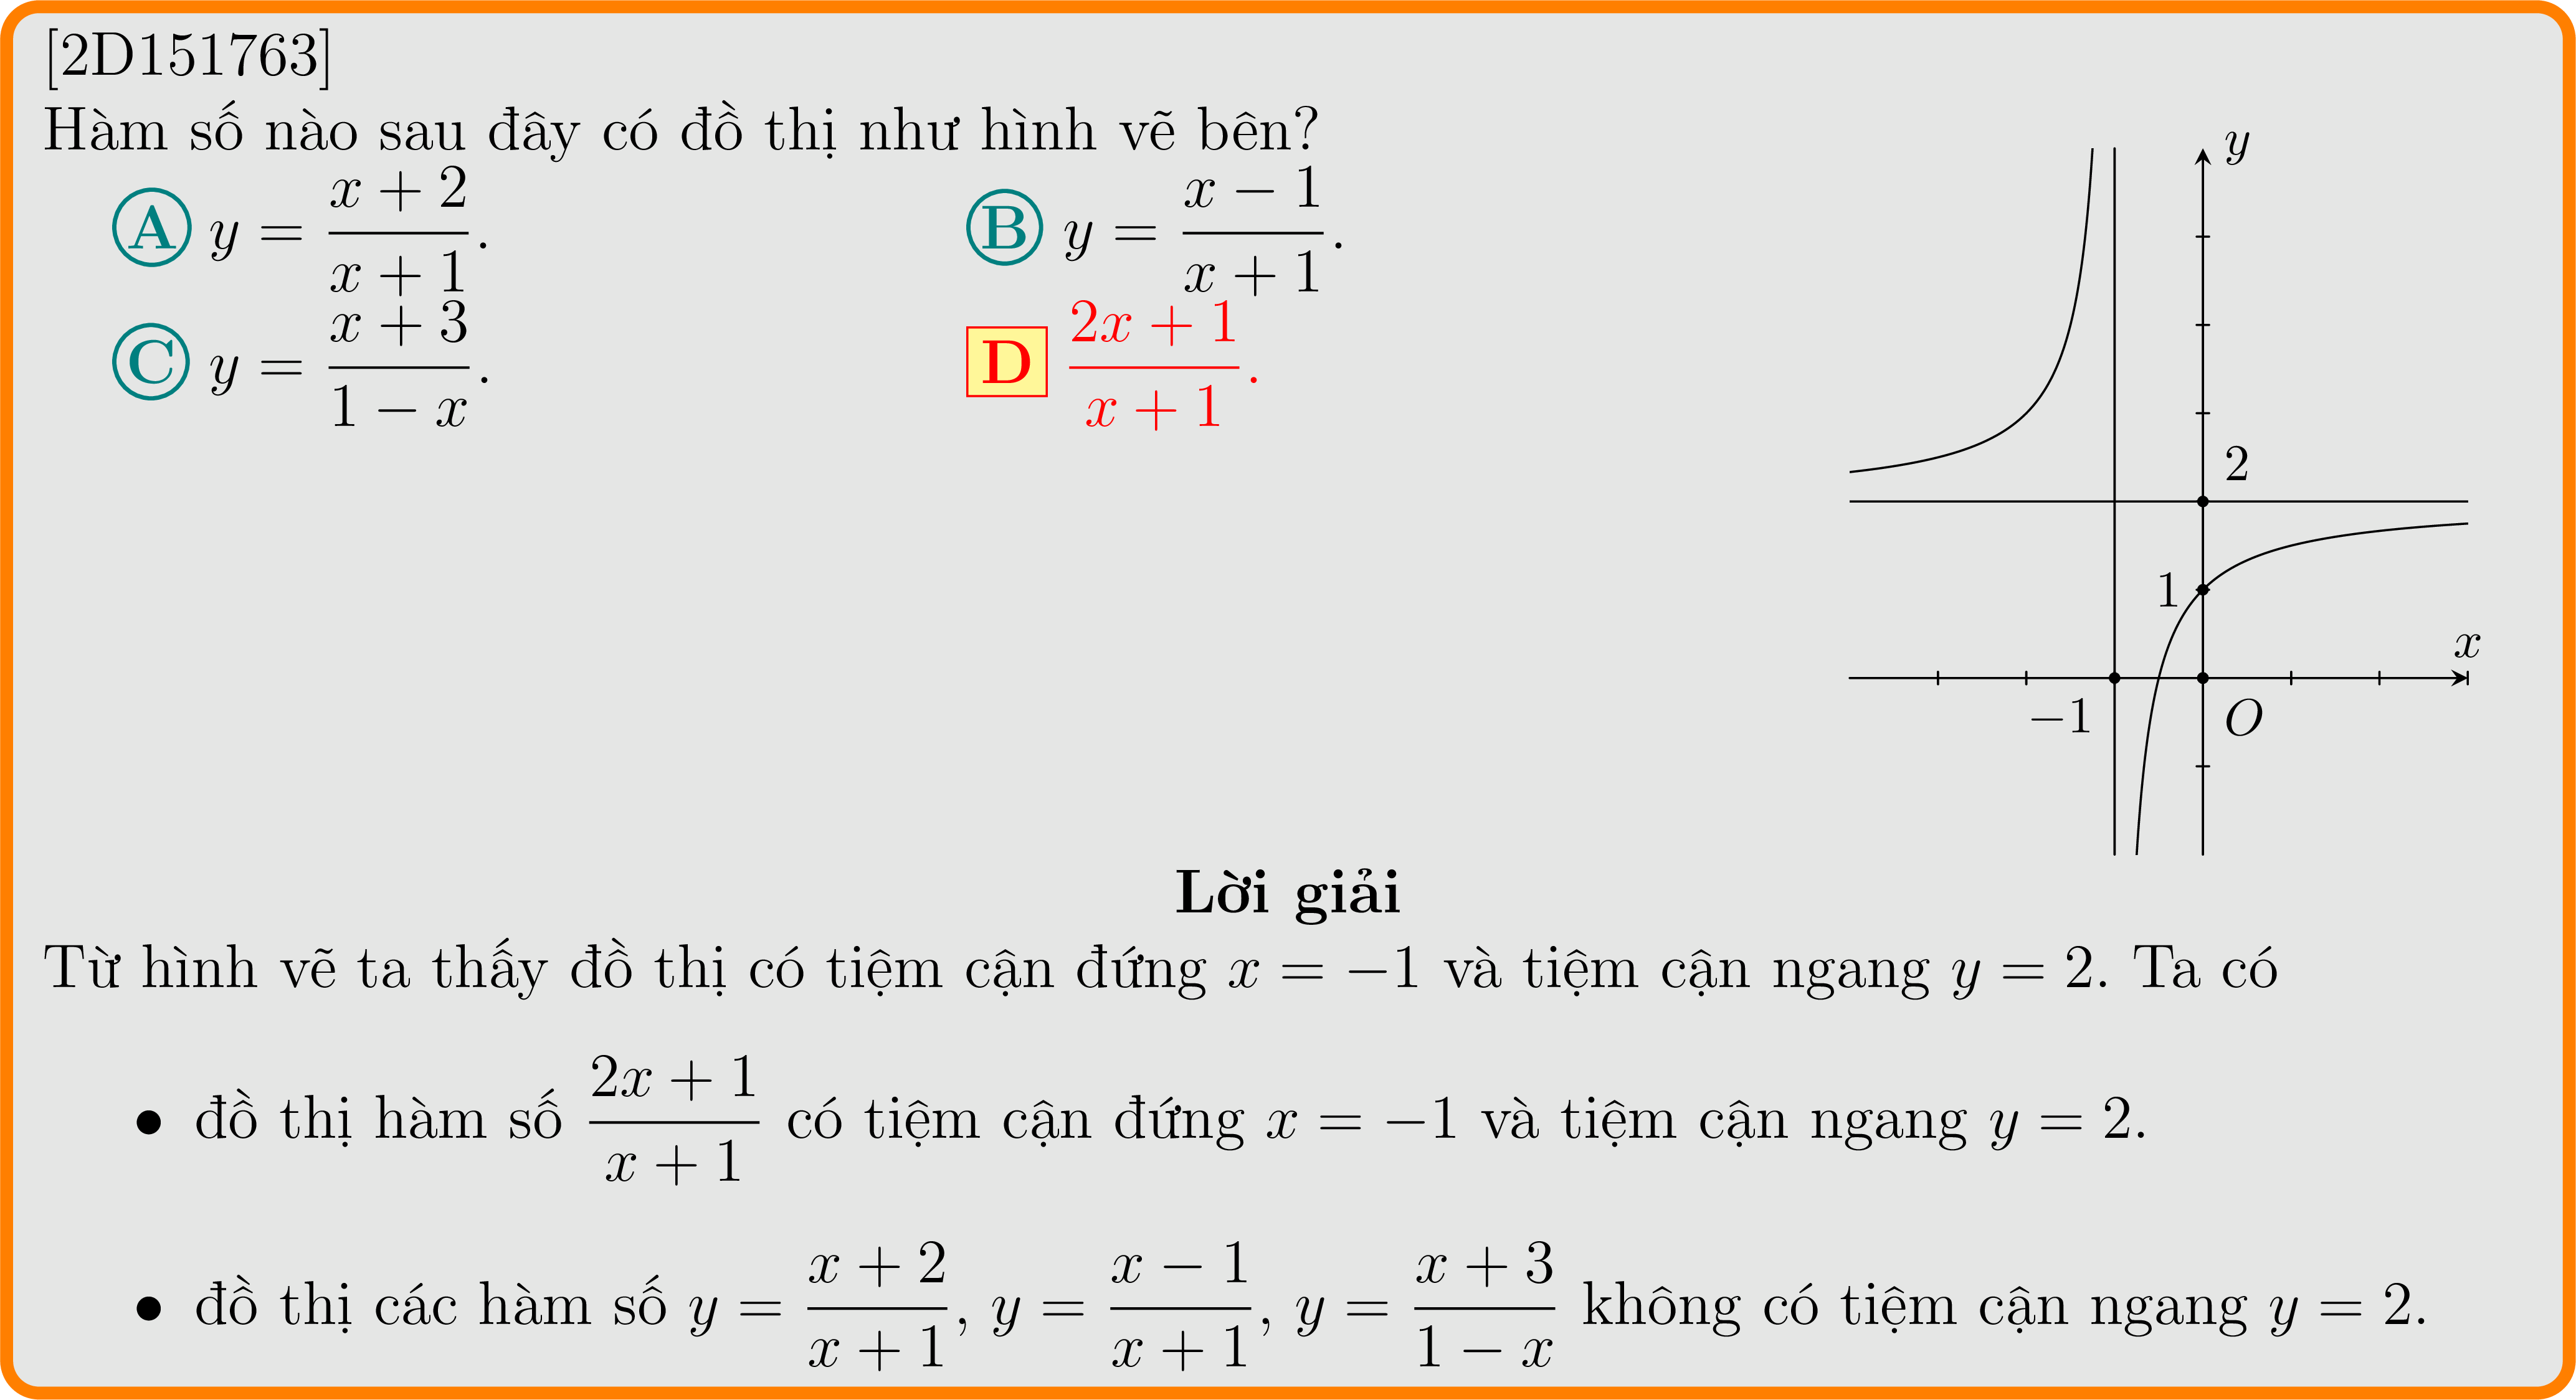 [2D151763]
Hàm số nào sau đây có đồ thị như hình vẽ bên?
A y = \frac{x + 2}{x + 1}. B y = \frac{x − 1}{x + 1}.
C y = \frac{x + 3}{1 − x}. D \frac{2x + 1}{x + 1}.
y
2
1
x
−1 O
Lời giải
Từ hình vẽ ta thấy đồ thị có tiệm cận đứng x = −1 và tiệm cận ngang y = 2. Ta có
• đồ thị hàm số \frac{2x + 1}{x + 1} có tiệm cận đứng x = −1 và tiệm cận ngang y = 2.
• đồ thị các hàm số y = \frac{x + 2}{x + 1}, y = \frac{x − 1}{x + 1}, y = \frac{x + 3}{1 − x} không có tiệm cận ngang y = 2.